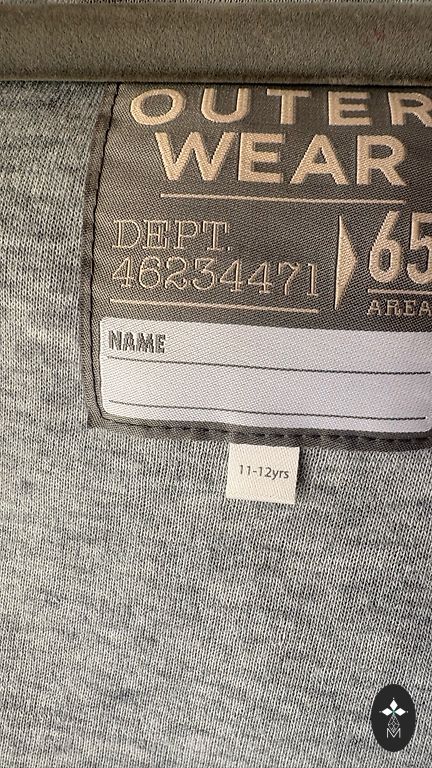 OUTER
WEAR
DEPT.
46234471
65
AREA
NAME
11-12yrs
M